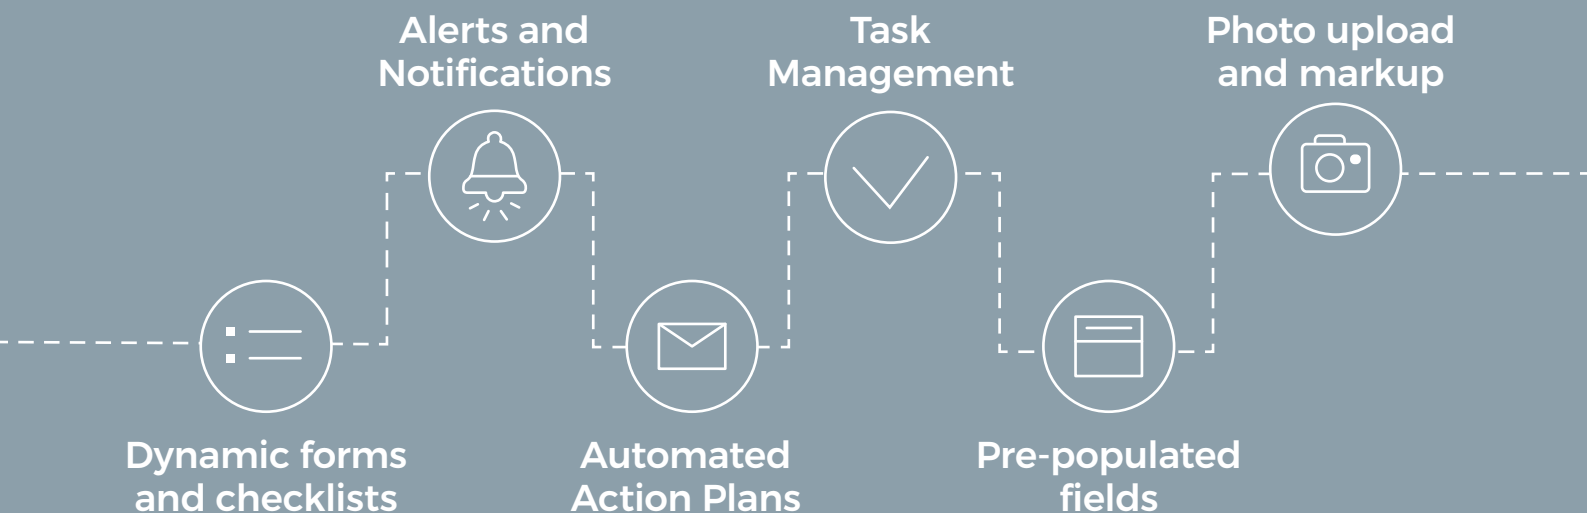 Alerts and
Notifications
Task
Management
Photo upload
and markup
Dynamic forms
and checklists
Automated
Action Plans
Pre-populated
fields